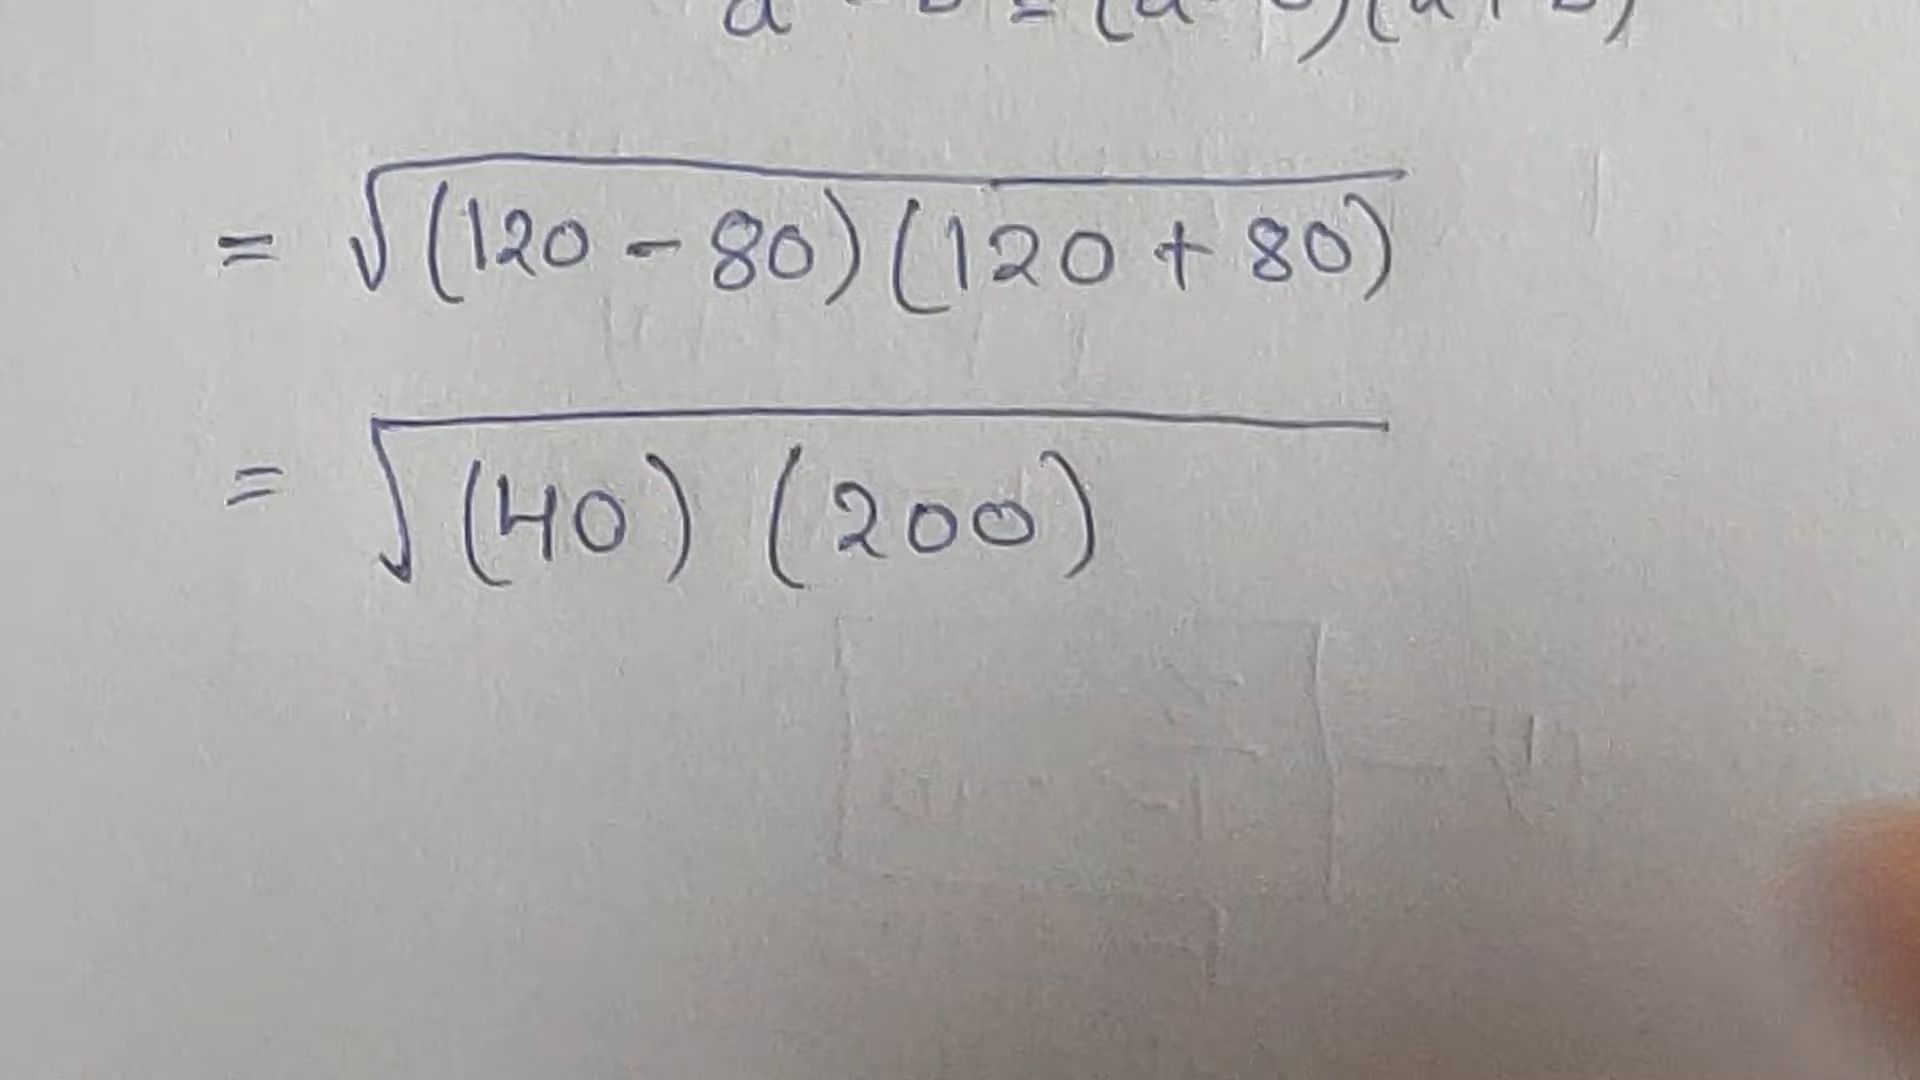 = √(120 - 80) (120 + 80)
= √(40) (200)